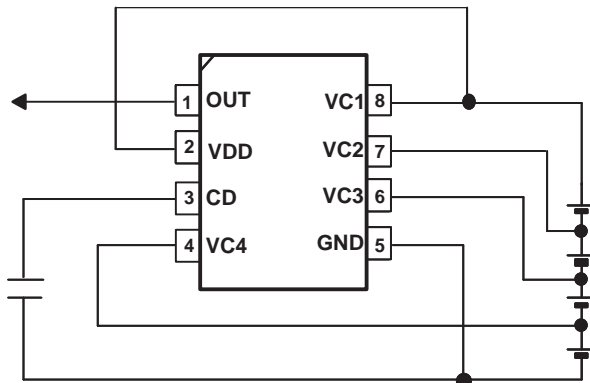 1 OUT VC1 8
2 VDD VC2 7
3 CD VC3 6
4 VC4 GND 5